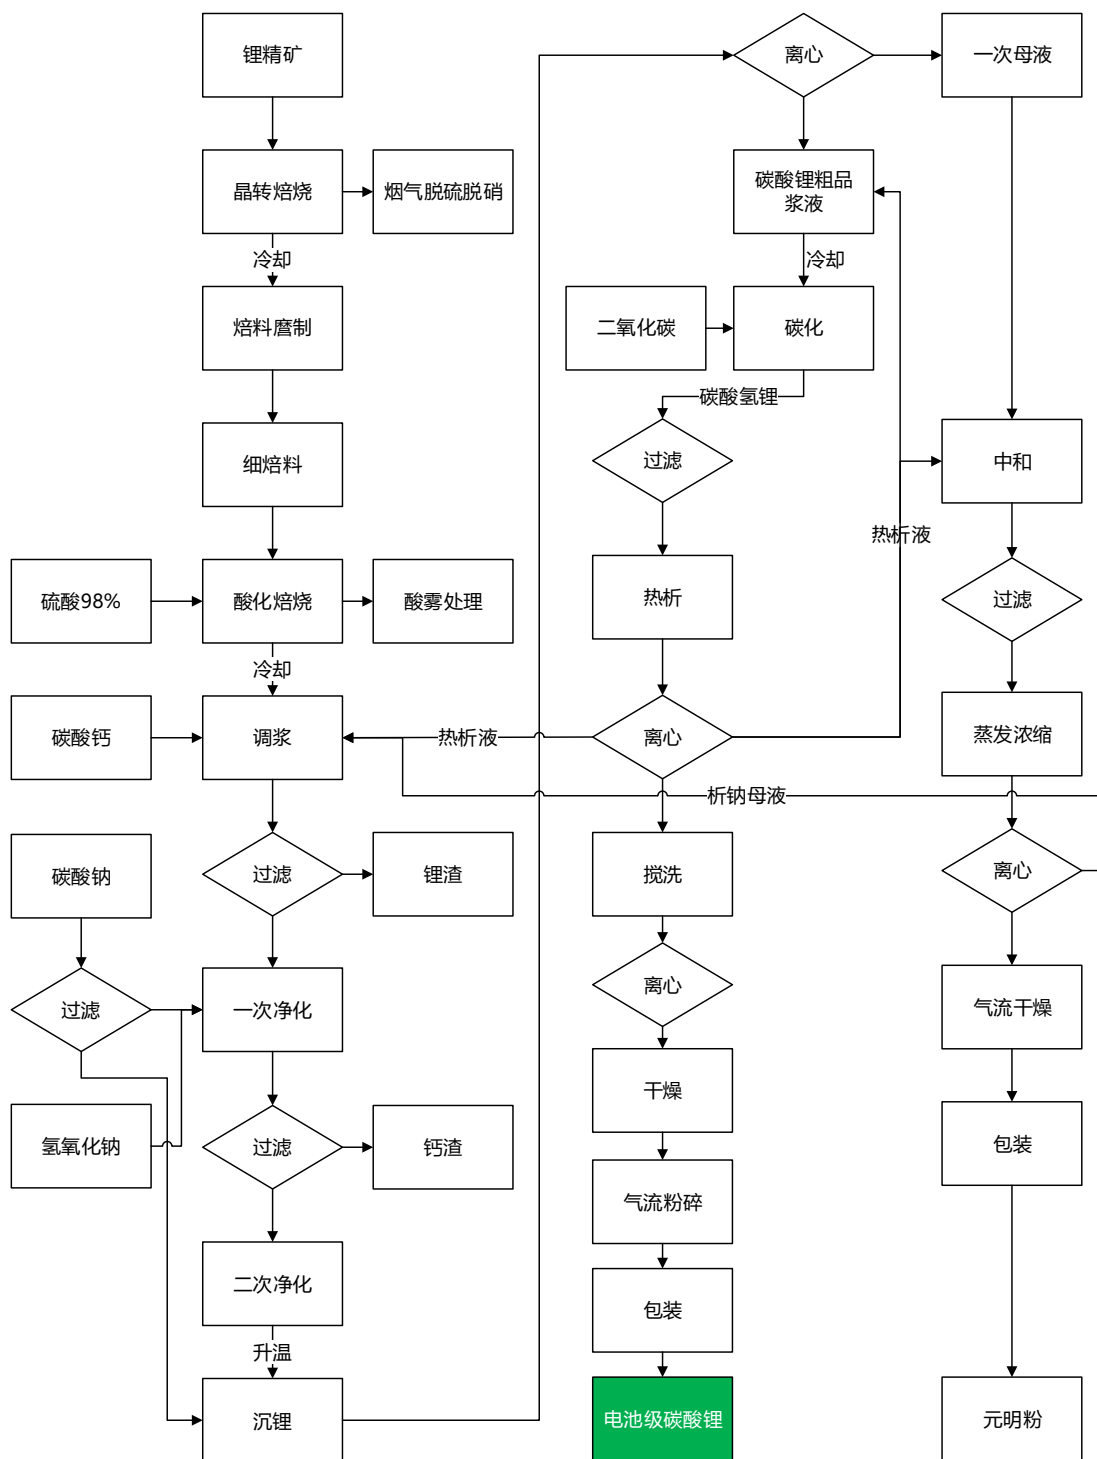 锂精矿
晶转焙烧
烟气脱硫脱硝
冷却
焙料麿制
细焙料
硫酸98%
酸化焙烧
酸雾处理
冷却
碳酸钙
调浆
碳酸钠
过滤
锂渣
过滤
一次净化
氢氧化钠
过滤
钙渣
二次净化
升温
沉锂
离心
一次母液
碳酸锂粗品
浆液
冷却
二氧化碳
碳化
碳酸氢锂
过滤
热析
热析液
离心
热析液
析钠母液
搅洗
离心
干燥
气流粉碎
包装
电池级碳酸锂
中和
过滤
蒸发浓缩
离心
气流干燥
包装
元明粉